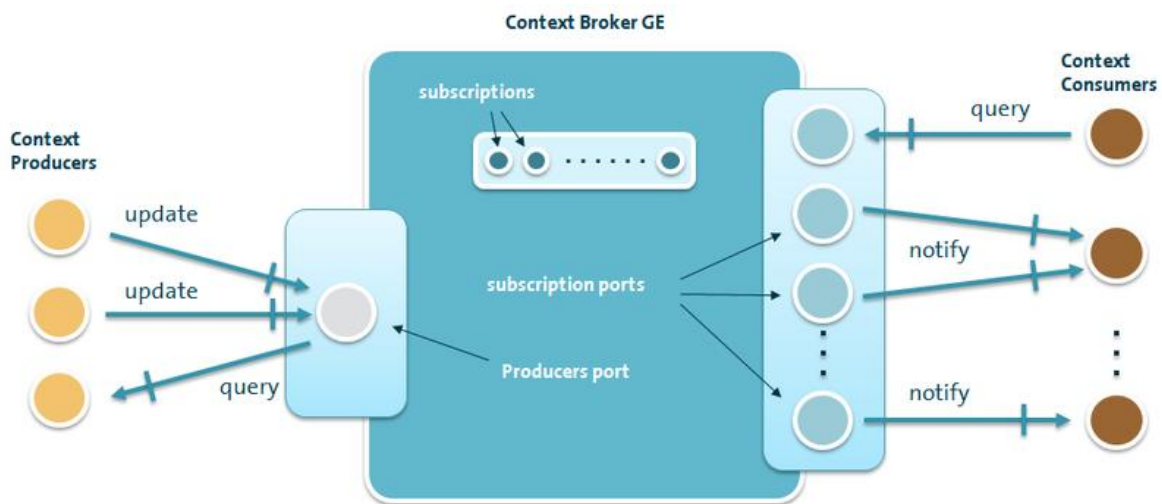 Context Broker GE
subscriptions
Context
Consumers
query
Context
Producers
update
notify
update
subscription ports
Producers port
query
notify